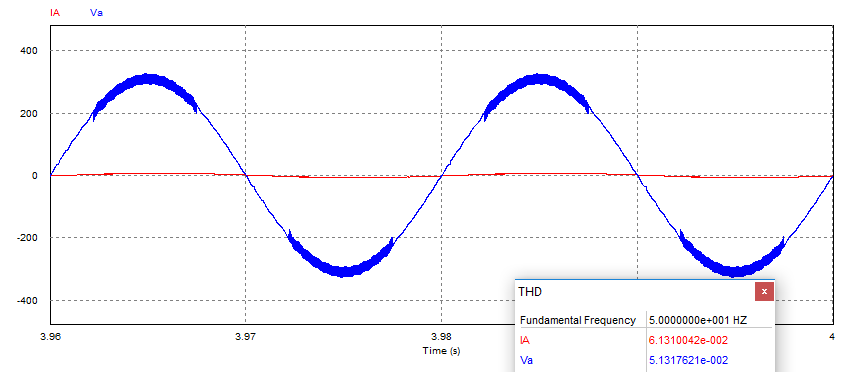 IA Va
400
200
0
-200
-400
3.96 3.97 3.98 4
Time (s)
THD x
Fundamental Frequency 5.0000000e+001 HZ
IA 6.1310042e-002
Va 5.1317621e-002